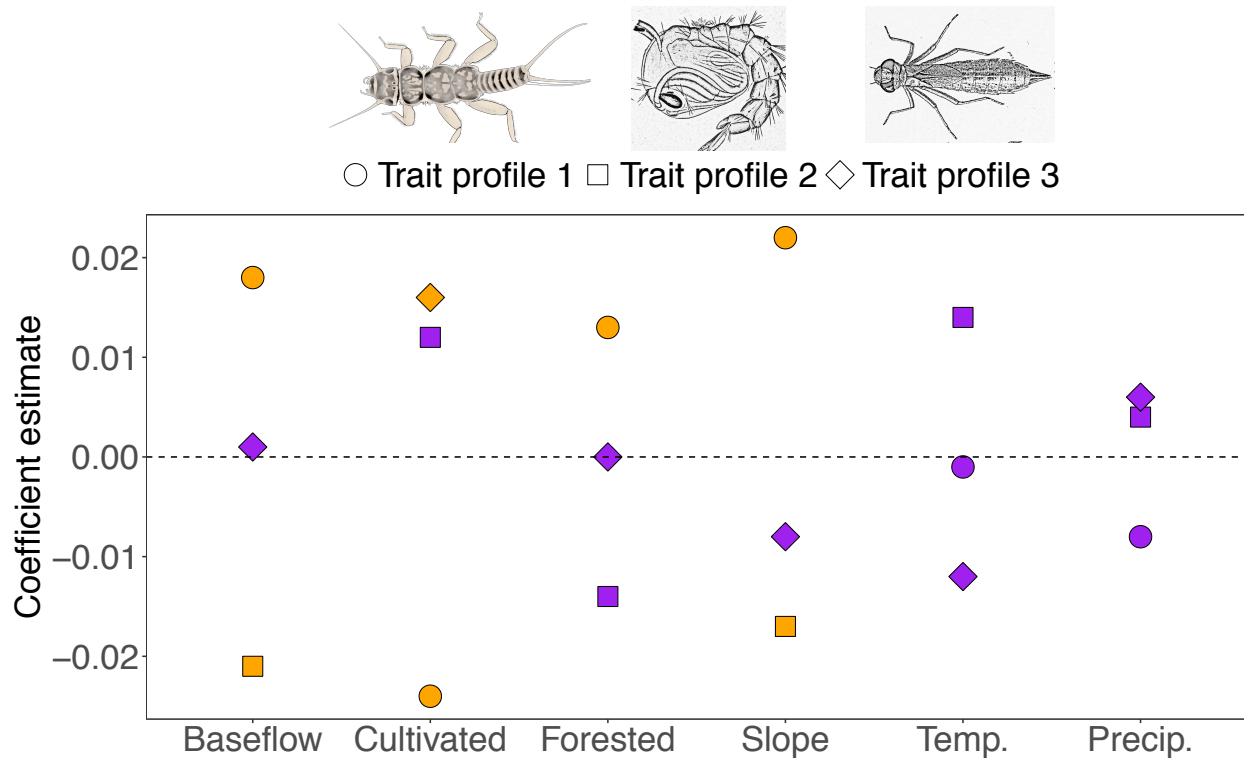 Trait profile 1 Trait profile 2 Trait profile 3
0.02
0.01
0.00
−0.01
−0.02
Coefficient estimate
Baseflow Cultivated Forested Slope Temp. Precip.